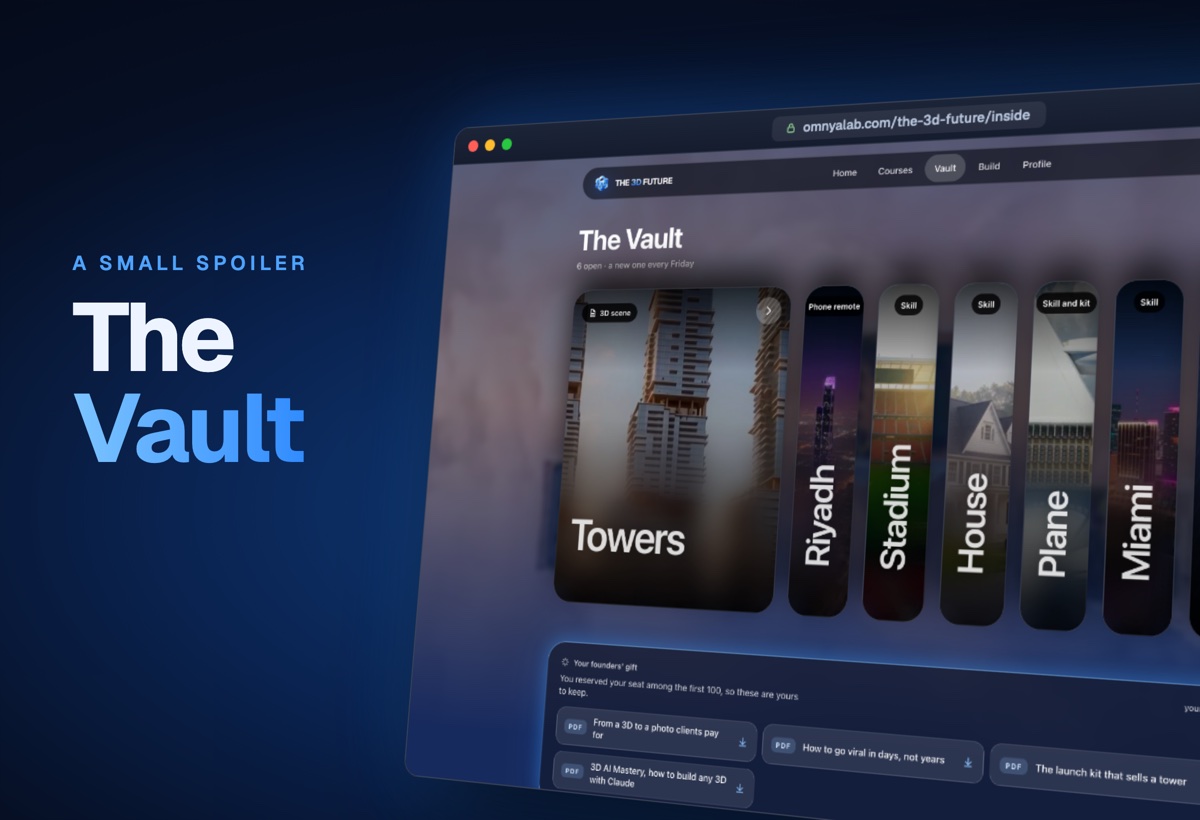 A SMALL SPOILER
The
Vault
omnyalab.com/the-3d-future/inside
THE 3D FUTURE
Home
Courses
Vault
Build
Profile
The Vault
6 open · a new one every Friday
3D scene
Towers
Phone remote
Riyadh
Skill
Stadium
Skill
House
Skill and kit
Plane
Skill
Miami
Your founders' gift
You reserved your seat among the first 100, so these are yours
to keep.
PDF
From a 3D to a photo clients pay
for
PDF
How to go viral in days, not years
PDF
The launch kit that sells a tower
PDF
3D AI Mastery, how to build any 3D
with Claude